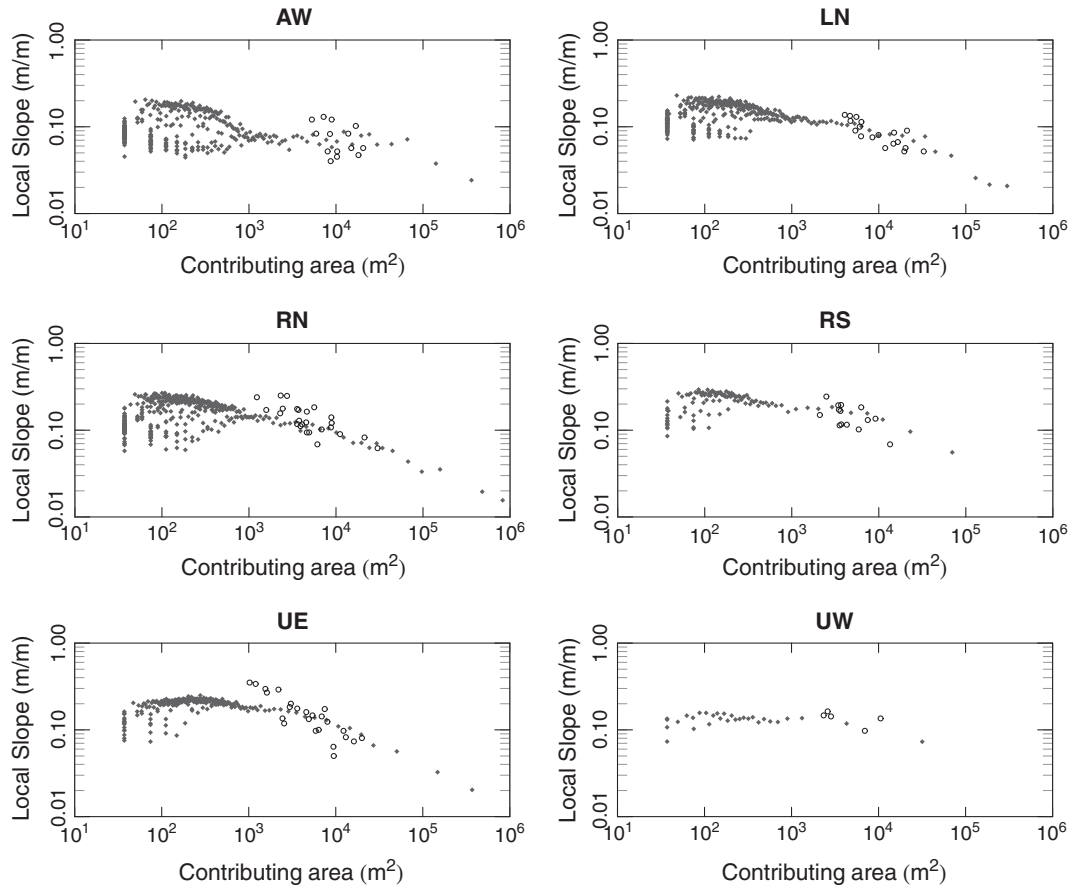 AW
Local Slope (m/m)
1.00
0.10
0.01
10¹ 10² 10³ 10⁴ 10⁵ 10⁶
Contributing area (m²)
LN
Local Slope (m/m)
1.00
0.10
0.01
10¹ 10² 10³ 10⁴ 10⁵ 10⁶
Contributing area (m²)
RN
Local Slope (m/m)
1.00
0.10
0.01
10¹ 10² 10³ 10⁴ 10⁵ 10⁶
Contributing area (m²)
RS
Local Slope (m/m)
1.00
0.10
0.01
10¹ 10² 10³ 10⁴ 10⁵ 10⁶
Contributing area (m²)
UE
Local Slope (m/m)
1.00
0.10
0.01
10¹ 10² 10³ 10⁴ 10⁵ 10⁶
Contributing area (m²)
UW
Local Slope (m/m)
1.00
0.10
0.01
10¹ 10² 10³ 10⁴ 10⁵ 10⁶
Contributing area (m²)